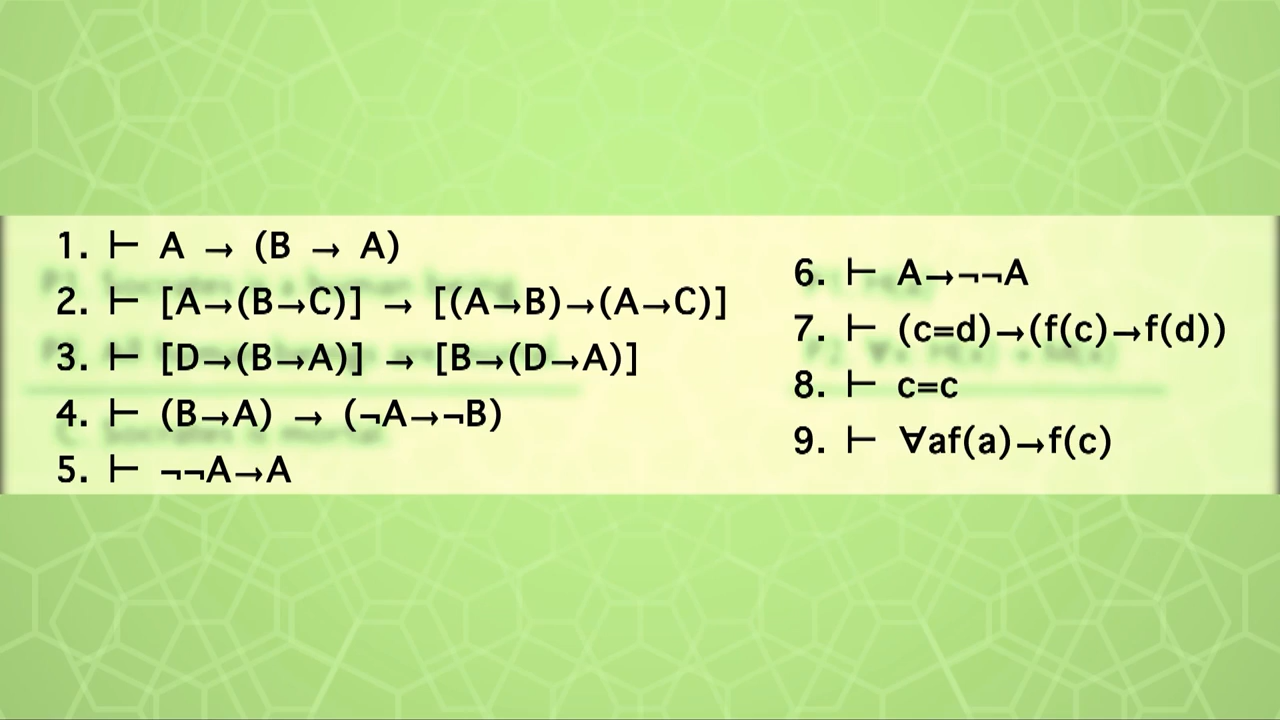 1. ⊢ A → (B → A)
2. ⊢ [A→(B→C)] → [(A→B)→(A→C)]
3. ⊢ [D→(B→A)] → [B→(D→A)]
4. ⊢ (B→A) → (¬A→¬B)
5. ⊢ ¬¬A→A
6. ⊢ A→¬¬A
7. ⊢ (c=d)→(f(c)→f(d))
8. ⊢ c=c
9. ⊢ ∀af(a)→f(c)